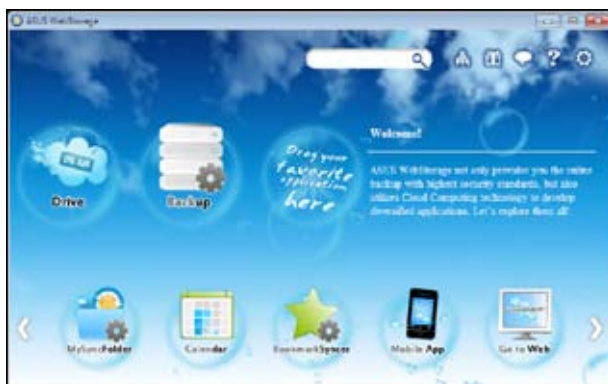 ASUS WebStorage
Welcome!
Drag your
favorite
application
here
ASUS WebStorage not only provides you the online
backup with highest security standards, but also
utilizes Cloud Computing technology to develop
diversified applications. Let's explore them all!
Drive
Backup
MySyncFolder
Calendar
BookmarkSyncer
Mobile App
Go to Web